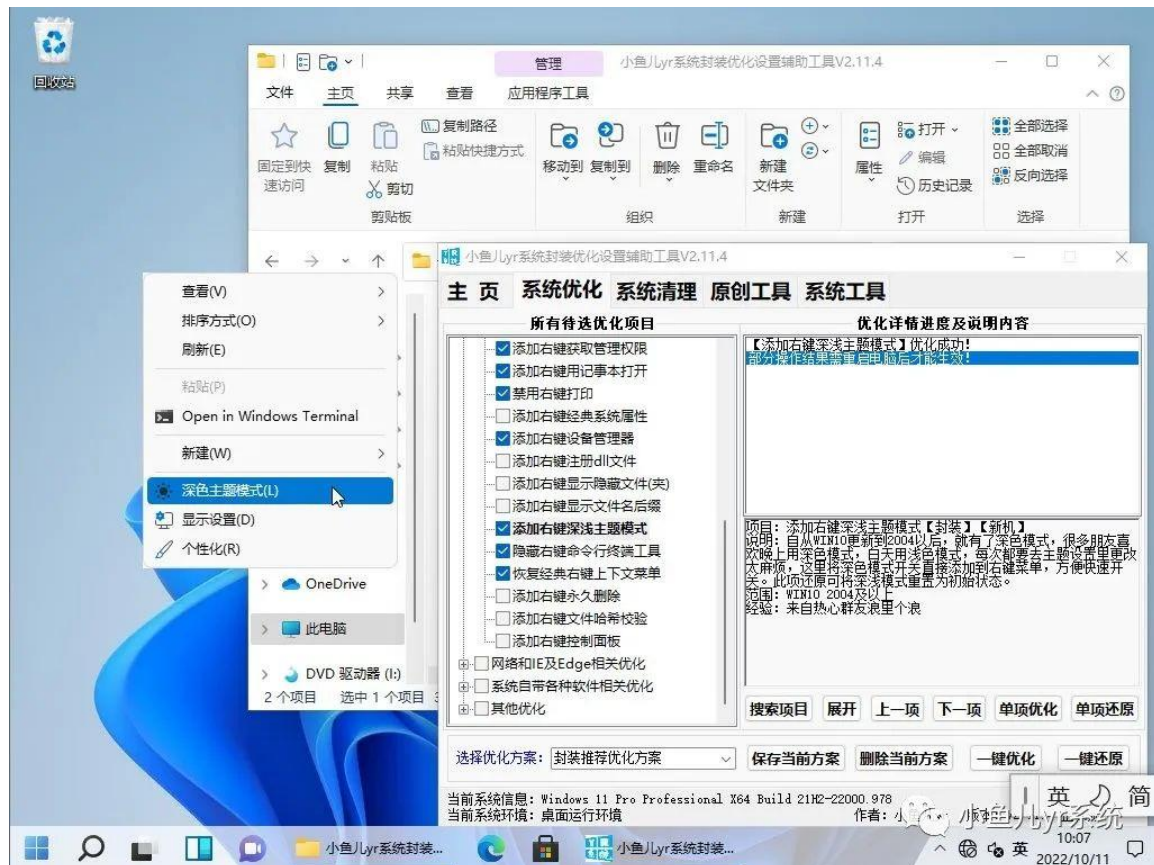 回收站
管理
小鱼儿yr系统封装优化设置辅助工具V2.11.4
文件 主页 共享 查看 应用程序工具
固定到快速访问
复制
粘贴
复制路径
粘贴快捷方式
剪切
移动到 复制到 删除 重命名
新建
文件夹
属性
打开
编辑
历史记录
全部选择
全部取消
反向选择
剪贴板 组织 新建 打开 选择
小鱼儿yr系统封装优化设置辅助工具V2.11.4
主 页 系统优化 系统清理 原创工具 系统工具
查看(V)
排序方式(O)
刷新(E)
粘贴(P)
Open in Windows Terminal
新建(W)
深色主题模式(L)
显示设置(D)
个性化(R)
OneDrive
此电脑
DVD 驱动器 (I:)
2 个项目 选中 1 个项目
所有待选优化项目
添加右键获取管理权限
添加右键用记事本打开
禁用右键打印
添加右键经典系统属性
添加右键设备管理器
添加右键注册dll文件
添加右键显示隐藏文件(夹)
添加右键显示文件名后缀
添加右键深浅主题模式
隐藏右键命令行终端工具
恢复经典右键上下文菜单
添加右键永久删除
添加右键文件哈希校验
添加右键控制面板
网络和IE及Edge相关优化
系统自带各种软件相关优化
其他优化
优化详情进度及说明内容
【添加右键深浅主题模式】优化成功!
部分操作结果需重启电脑后才能生效!
项目: 添加右键深浅主题模式【封装】【新机】
说明: 自从WIN10更新到2004以后, 就有了深色模式, 很多朋友喜
欢晚上用深色模式, 白天用浅色模式, 每次都要去主题设置里更改
太麻烦, 这里将深色模式开关直接添加到右键菜单, 方便快速开
关。此项还原可将深浅模式重置为初始状态。
范围: WIN10 2004及以上
经验: 来自热心群友浪里个浪
搜索项目 展开 上一项 下一项 单项优化 单项还原
选择优化方案: 封装推荐优化方案 保存当前方案 删除当前方案 一键优化 一键还原
当前系统信息: Windows 11 Pro Professional X64 Build 21H2-22000.978
当前系统环境: 桌面运行环境
作者: 小
英 简
小鱼儿yr系统
小鱼儿yr系统封装...
小鱼儿yr系统封装...
英
10:07
2022/10/11